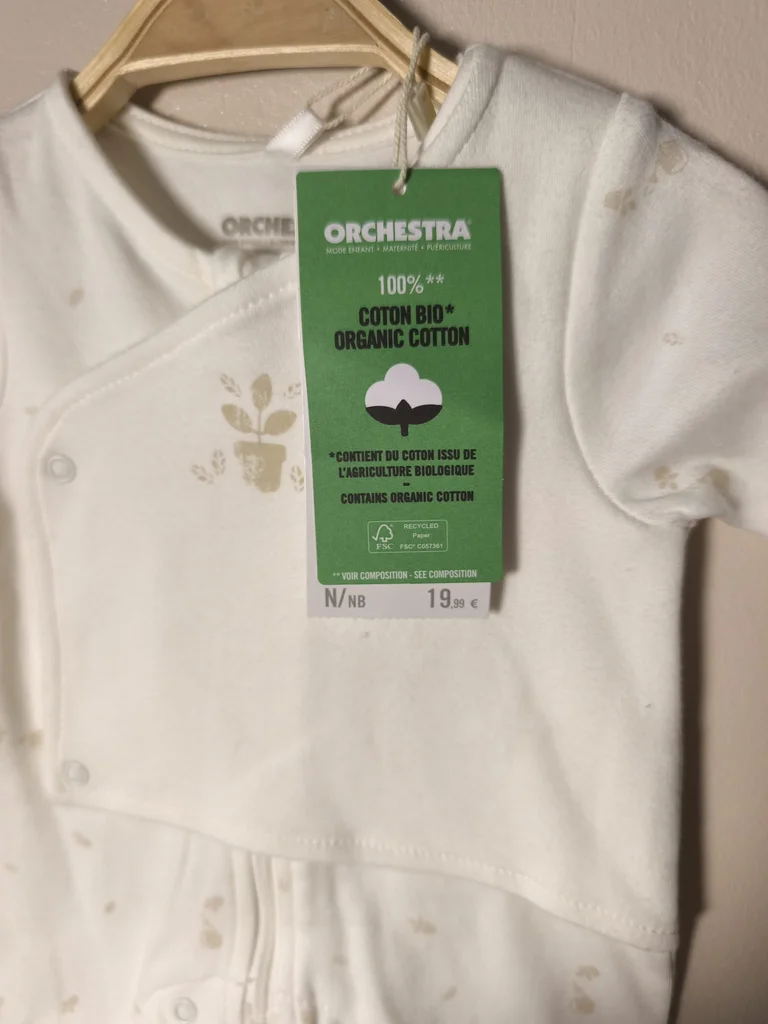 ORCHE
ORCHESTRA
MODE ENFANT • MATERNITÉ • PUÉRICULTURE
100%**
COTON BIO*
ORGANIC COTTON
*CONTIENT DU COTON ISSU DE
L'AGRICULTURE BIOLOGIQUE
-
CONTAINS ORGANIC COTTON
FSC
RECYCLED
Paper
FSC® C057361
** VOIR COMPOSITION - SEE COMPOSITION
N/NB 19,99 €